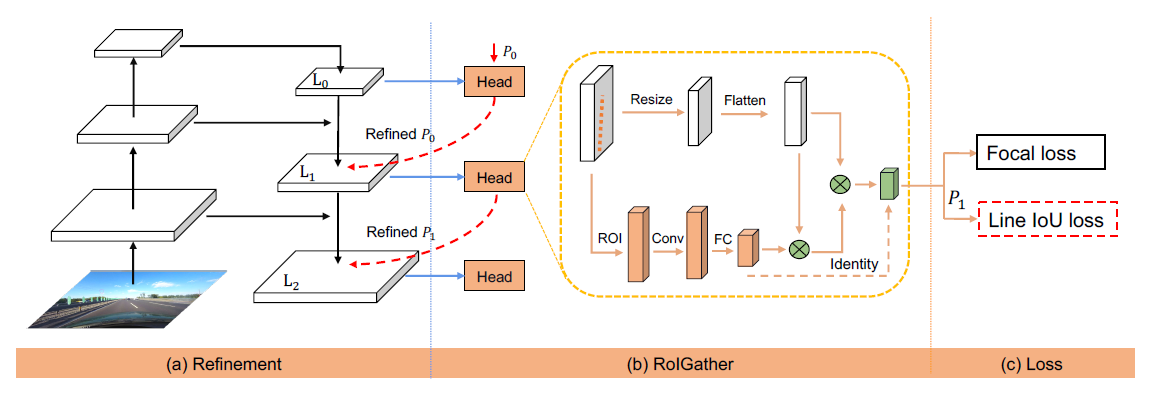 P₀
L₀
Head
Resize
Flatten
Refined P₀
L₁
Head
Focal loss
P₁
Line IoU loss
ROI
Conv
FC
Refined P₁
Identity
L₂
Head
(a) Refinement
(b) RoIGather
(c) Loss